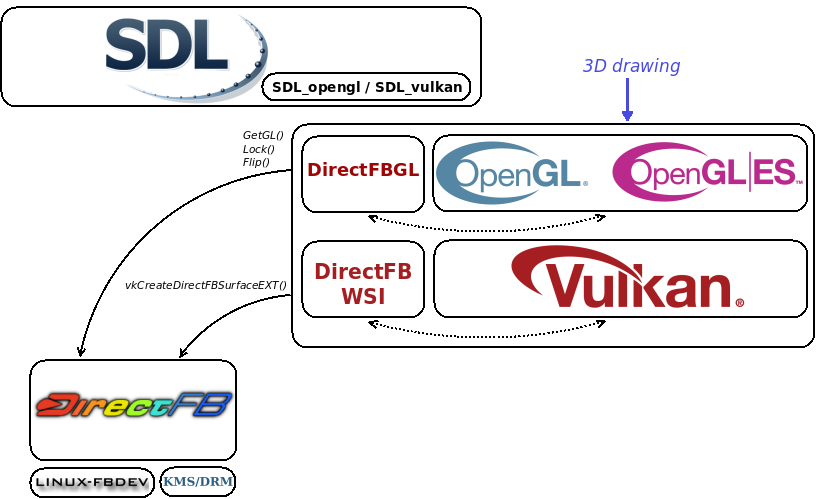 SDL
SDL_opengl / SDL_vulkan
3D drawing
GetGL()
Lock()
Flip()
DirectFBGL
OpenGL®
OpenGL|ES™
vkCreateDirectFBSurfaceEXT()
DirectFB
WSI
Vulkan®
DirectFB
LINUX-FBDEV
KMS/DRM